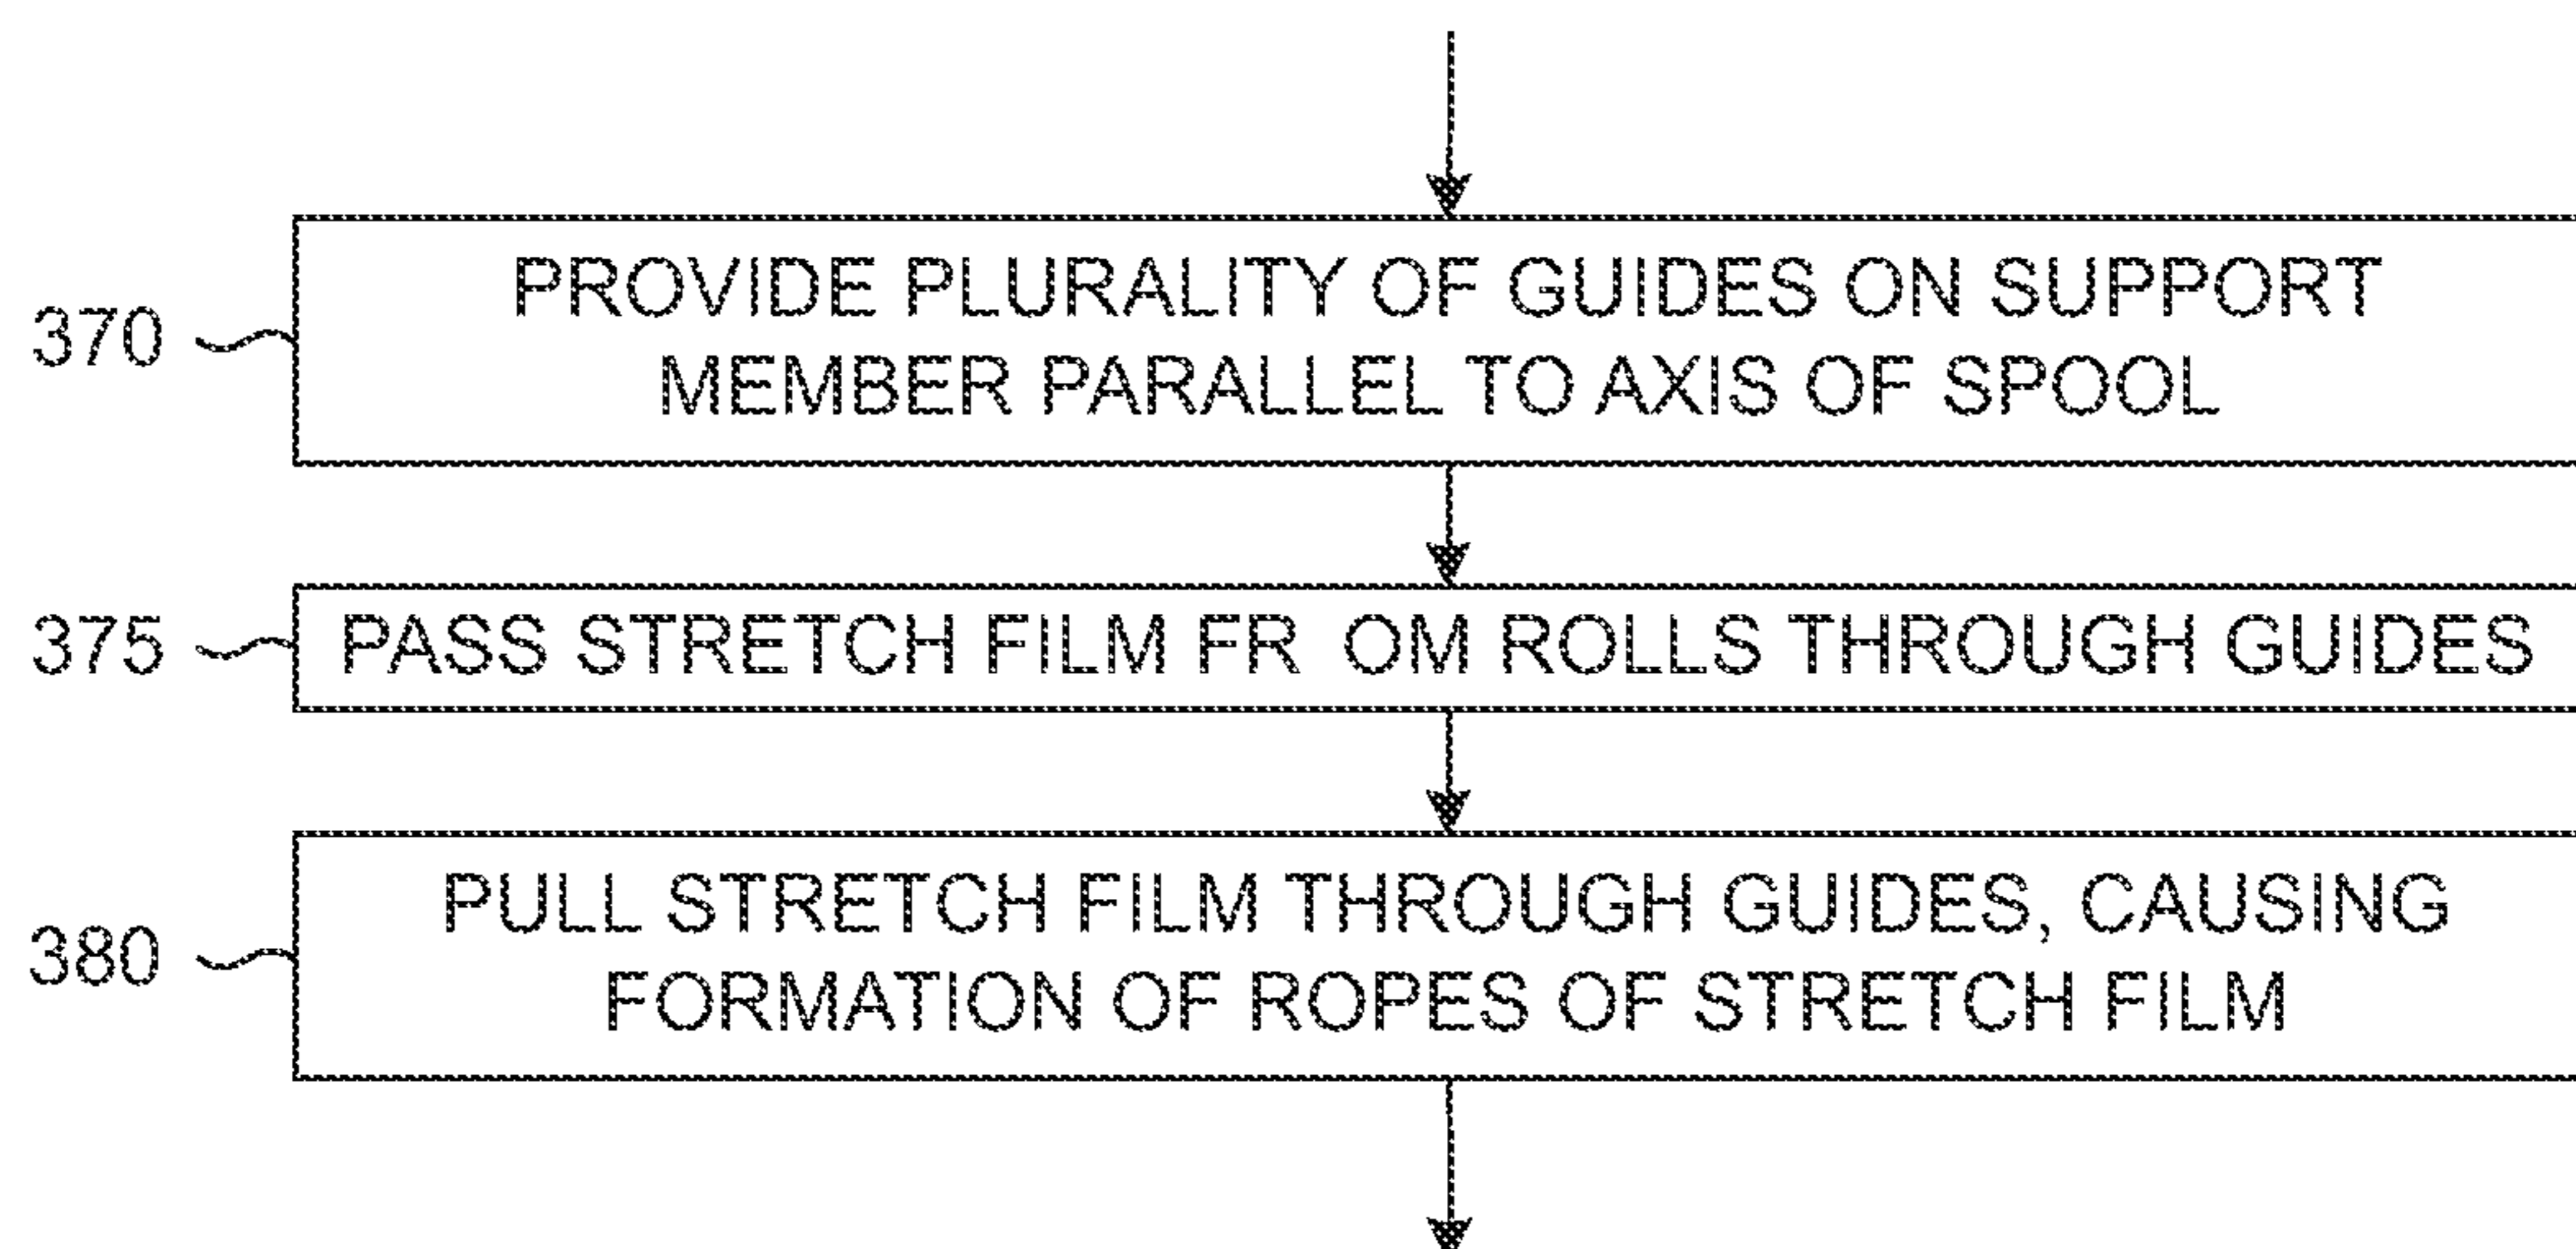 PROVIDE PLURALITY OF GUIDES ON SUPPORT
370
MEMBER PARALLEL TO AXIS OF SPOOL
375 PASS STRETCH FILM FR OM ROLLS THROUGH GUIDES
PULL STRETCH FILM THROUGH GUIDES, CAUSING
380
FORMATION OF ROPES OF STRETCH FILM